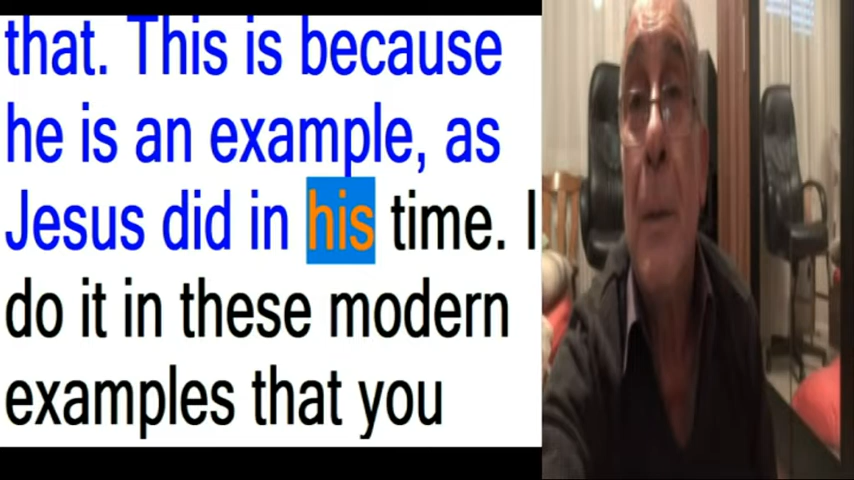 that. This is because
he is an example, as
Jesus did in his time. I
do it in these modern
examples that you